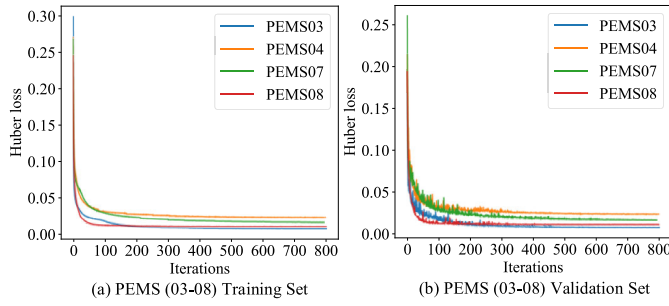 PEMS03
PEMS04
PEMS07
PEMS08
Huber loss
0.30
0.25
0.20
0.15
0.10
0.05
0.00
0 100 200 300 400 500 600 700 800
Iterations
(a) PEMS (03-08) Training Set
PEMS03
PEMS04
PEMS07
PEMS08
Huber loss
0.25
0.20
0.15
0.10
0.05
0.00
0 100 200 300 400 500 600 700 800
Iterations
(b) PEMS (03-08) Validation Set